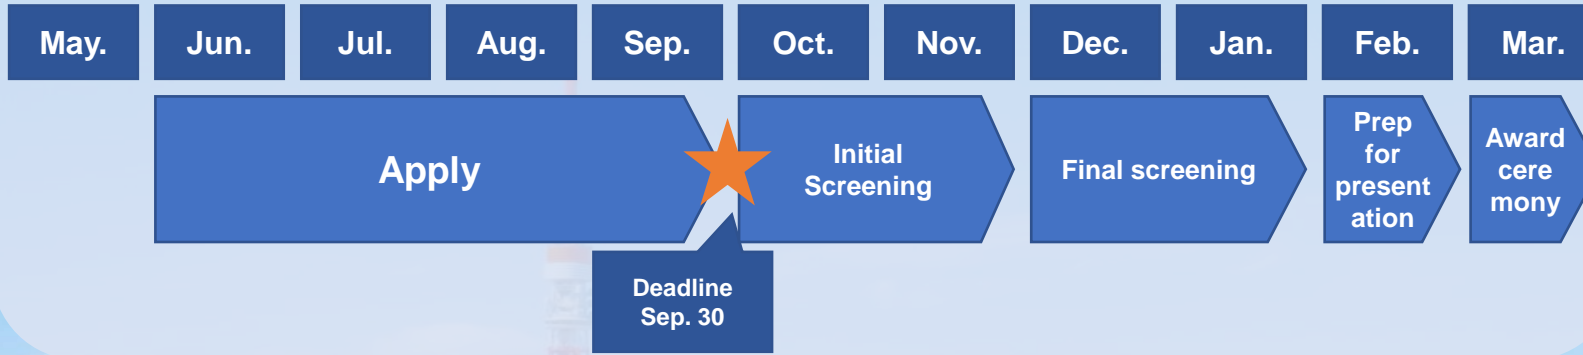 May. Jun. Jul. Aug. Sep. Oct. Nov. Dec. Jan. Feb. Mar.
Apply
Initial
Screening
Final screening
Prep
for
present
ation
Award
cere
mony
Deadline
Sep. 30